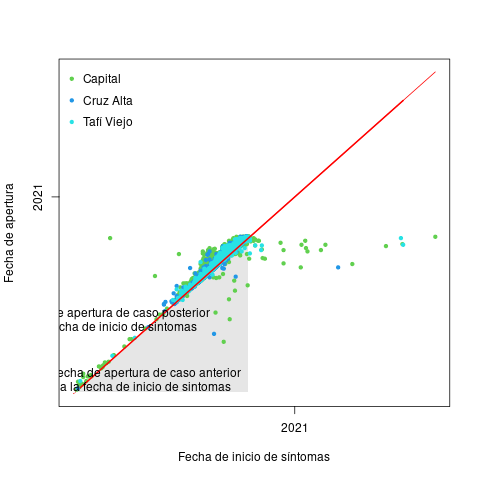 Capital
Cruz Alta
Tafí Viejo
2021
Fecha de apertura
e apertura de caso posterior
cha de inicio de síntomas
echa de apertura de caso anterior
a la fecha de inicio de sintomas
2021
Fecha de inicio de síntomas